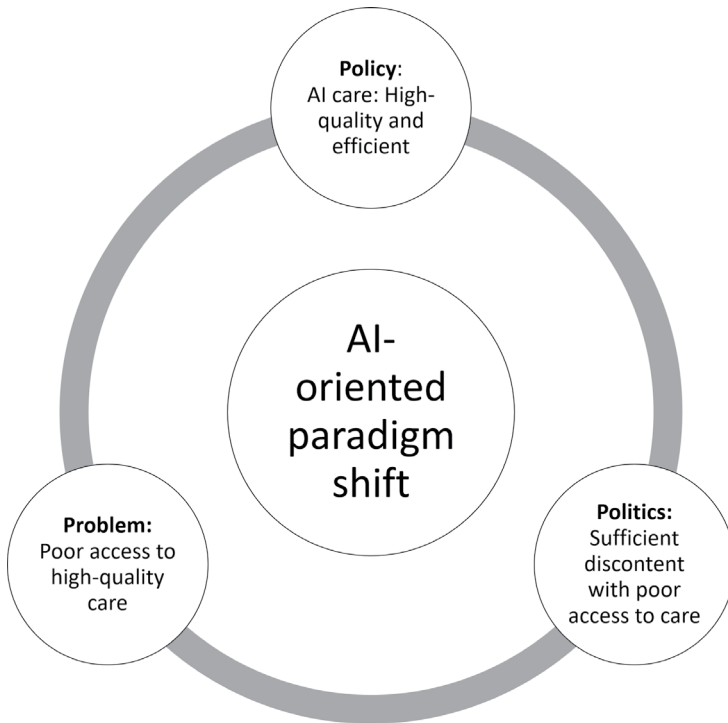 Policy:
AI care: High-
quality and
efficient
AI-
oriented
paradigm
shift
Problem:
Poor access to
high-quality
care
Politics:
Sufficient
discontent
with poor
access to care